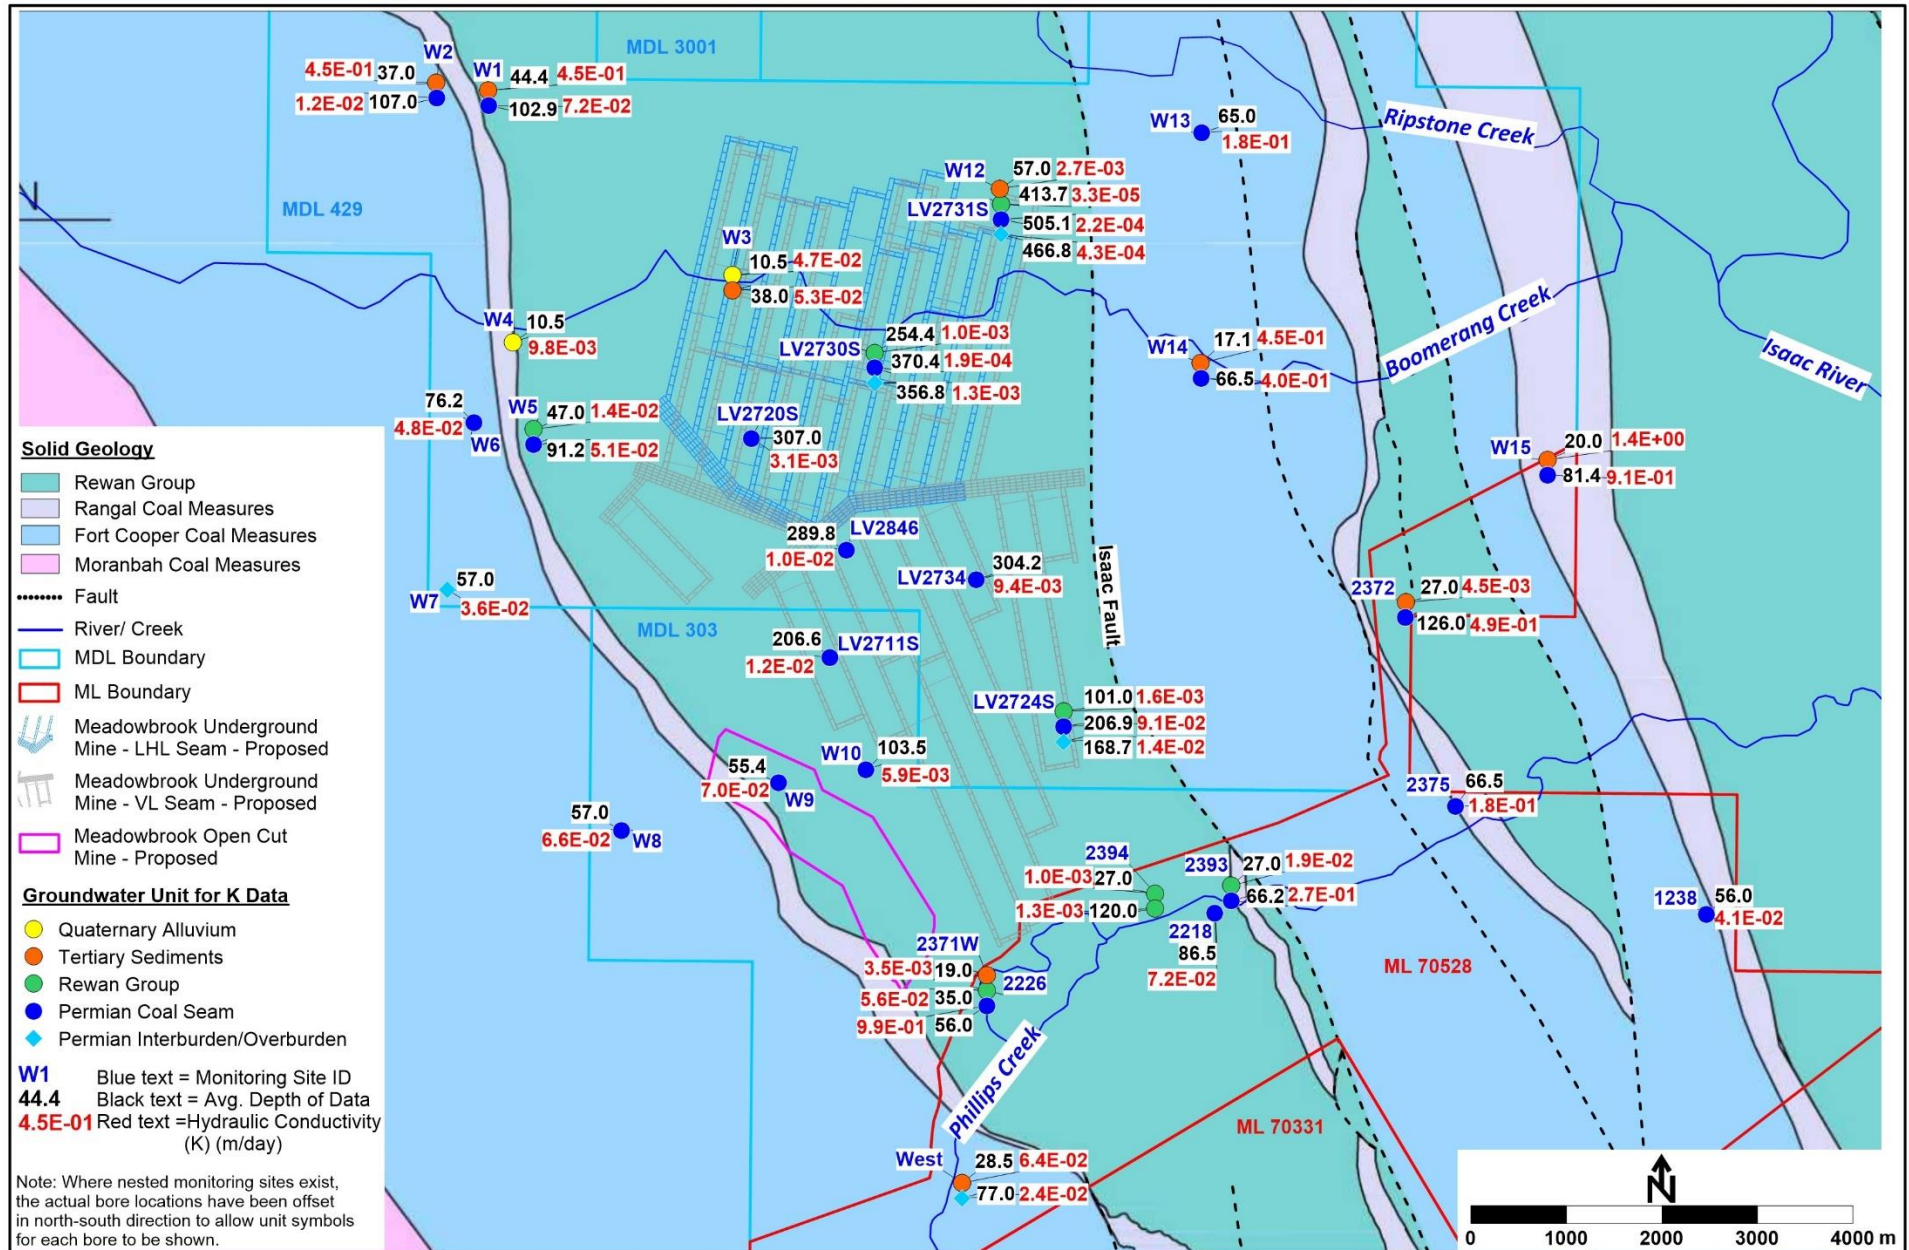 MDL 3001
W2
4.5E-01 37.0
1.2E-02 107.0
W1
44.4 4.5E-01
102.9 7.2E-02
W13
65.0
1.8E-01
Ripstone Creek
MDL 429
W12
57.0 2.7E-03
413.7 3.3E-05
LV2731S
505.1 2.2E-04
466.8 4.3E-04
W3
10.5 4.7E-02
38.0 5.3E-02
W4
10.5
9.8E-03
LV2730S
254.4 1.0E-03
370.4 1.9E-04
356.8 1.3E-03
W14
17.1 4.5E-01
66.5 4.0E-01
Boomerang Creek
Isaac River
76.2
4.8E-02
W6
W5
47.0 1.4E-02
91.2 5.1E-02
LV2720S
307.0
3.1E-03
W15
20.0 1.4E+00
81.4 9.1E-01
289.8
1.0E-02
LV2846
LV2734
304.2
9.4E-03
Isaac Fault
W7
57.0
3.6E-02
MDL 303
2372
27.0 4.5E-03
126.0 4.9E-01
206.6
1.2E-02
LV2711S
LV2724S
101.0 1.6E-03
206.9 9.1E-02
168.7 1.4E-02
W10
103.5
5.9E-03
55.4
7.0E-02
W9
57.0
6.6E-02
W8
2375
66.5
1.8E-01
2394
1.0E-03 27.0
1.3E-03 120.0
2393
27.0 1.9E-02
66.2 2.7E-01
2218
86.5
7.2E-02
1238
56.0
4.1E-02
2371W
3.5E-03 19.0
5.6E-02 35.0
9.9E-01 56.0
2226
ML 70528
Phillips Creek
ML 70331
West
28.5 6.4E-02
77.0 2.4E-02
Solid Geology
Rewan Group
Rangal Coal Measures
Fort Cooper Coal Measures
Moranbah Coal Measures
Fault
River/ Creek
MDL Boundary
ML Boundary
Meadowbrook Underground
Mine - LHL Seam - Proposed
Meadowbrook Underground
Mine - VL Seam - Proposed
Meadowbrook Open Cut
Mine - Proposed
Groundwater Unit for K Data
Quaternary Alluvium
Tertiary Sediments
Rewan Group
Permian Coal Seam
Permian Interburden/Overburden
W1 Blue text = Monitoring Site ID
44.4 Black text = Avg. Depth of Data
4.5E-01 Red text =Hydraulic Conductivity
(K) (m/day)
Note: Where nested monitoring sites exist,
the actual bore locations have been offset
in north-south direction to allow unit symbols
for each bore to be shown.
N
0 1000 2000 3000 4000 m